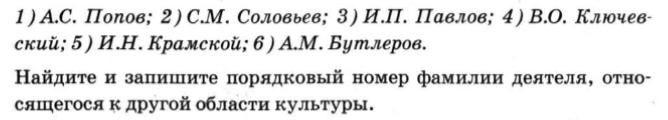 1) А.С. Попов; 2) С.М. Соловьев; 3) И.П. Павлов; 4) В.О. Ключев-
ский; 5) И.Н. Крамской; 6) А.М. Бутлеров.
Найдите и запишите порядковый номер фамилии деятеля, отно-
сящегося к другой области культуры.